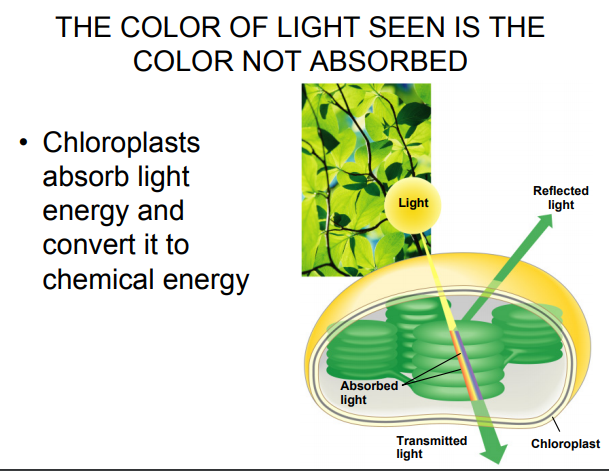 THE COLOR OF LIGHT SEEN IS THE
COLOR NOT ABSORBED
• Chloroplasts
absorb light
energy and
convert it to
chemical energy
Light
Reflected
light
Absorbed
light
Transmitted
light
Chloroplast